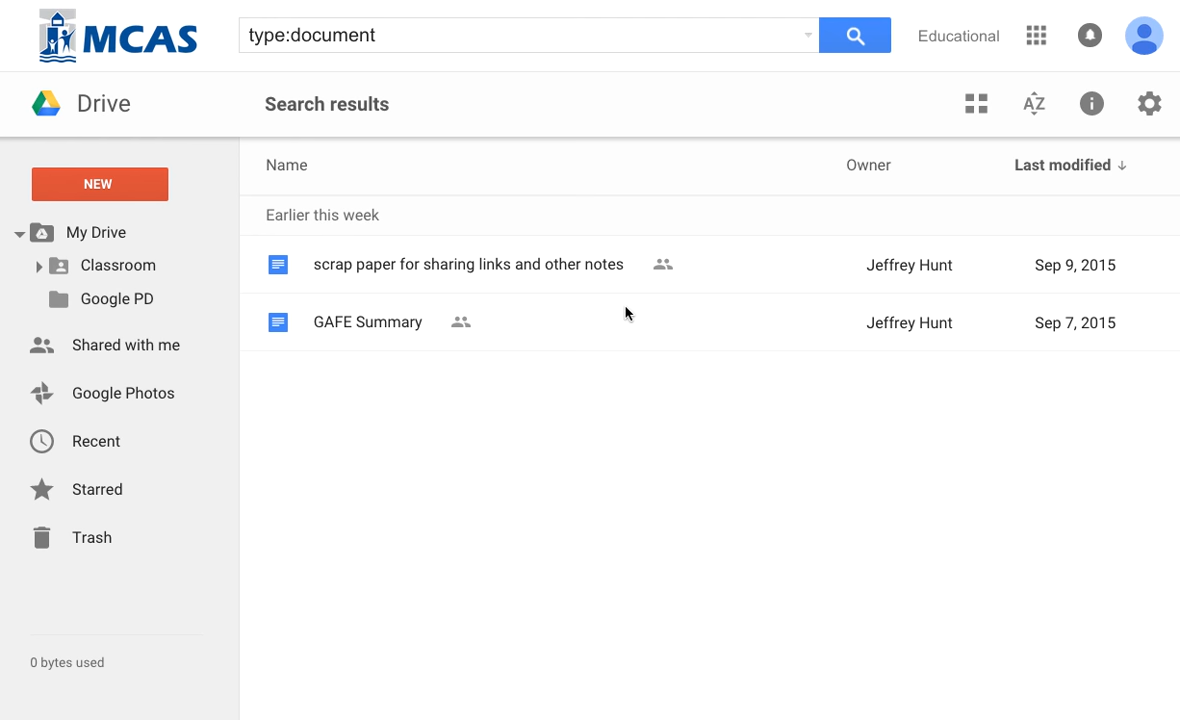 MCAS
type:document
Educational
Drive
Search results
AZ
NEW
My Drive
Classroom
Google PD
Shared with me
Google Photos
Recent
Starred
Trash
0 bytes used
Name Owner Last modified
Earlier this week
scrap paper for sharing links and other notes Jeffrey Hunt Sep 9, 2015
GAFE Summary Jeffrey Hunt Sep 7, 2015